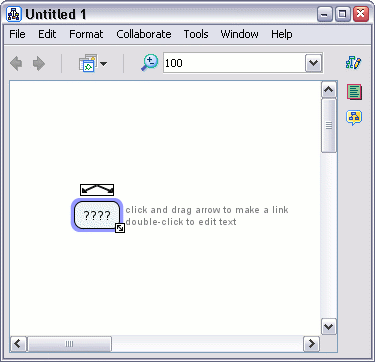 Untitled 1
File Edit Format Collaborate Tools Window Help
100
????
click and drag arrow to make a link
double-click to edit text